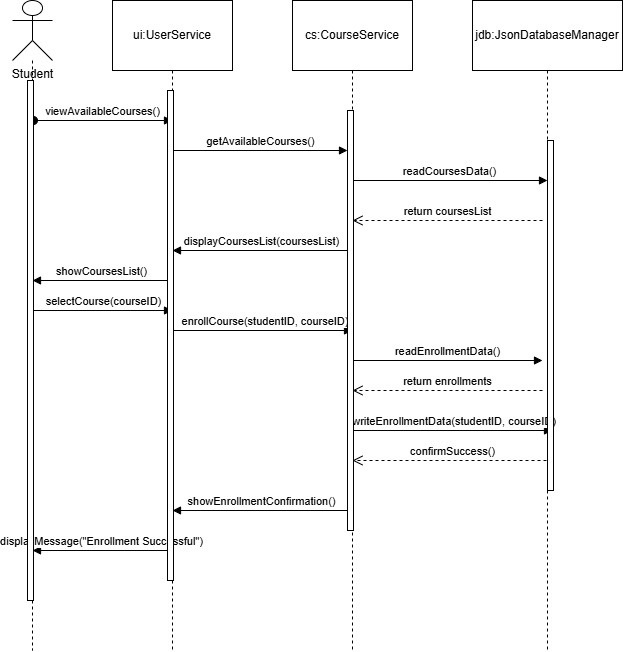 ui:UserService
cs:CourseService
jdb:JsonDatabaseManager
Student
viewAvailableCourses()
getAvailableCourses()
readCoursesData()
return coursesList
displayCoursesList(coursesList)
showCoursesList()
selectCourse(courseID)
enrollCourse(studentID, courseID)
readEnrollmentData()
return enrollments
writeEnrollmentData(studentID, courseID)
confirmSuccess()
showEnrollmentConfirmation()
displayMessage("Enrollment Successful")